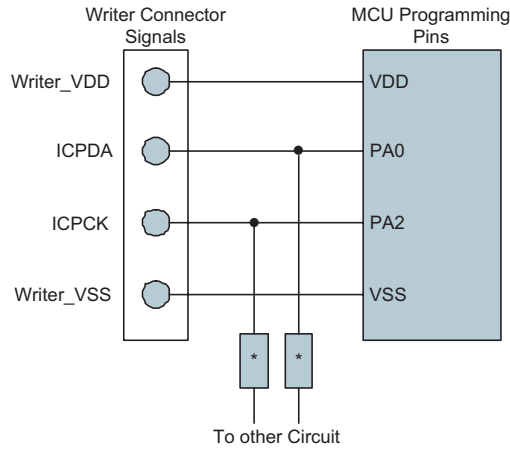 Writer Connector
Signals
MCU Programming
Pins
Writer_VDD
VDD
ICPDA
PA0
ICPCK
PA2
Writer_VSS
VSS
*
*
To other Circuit